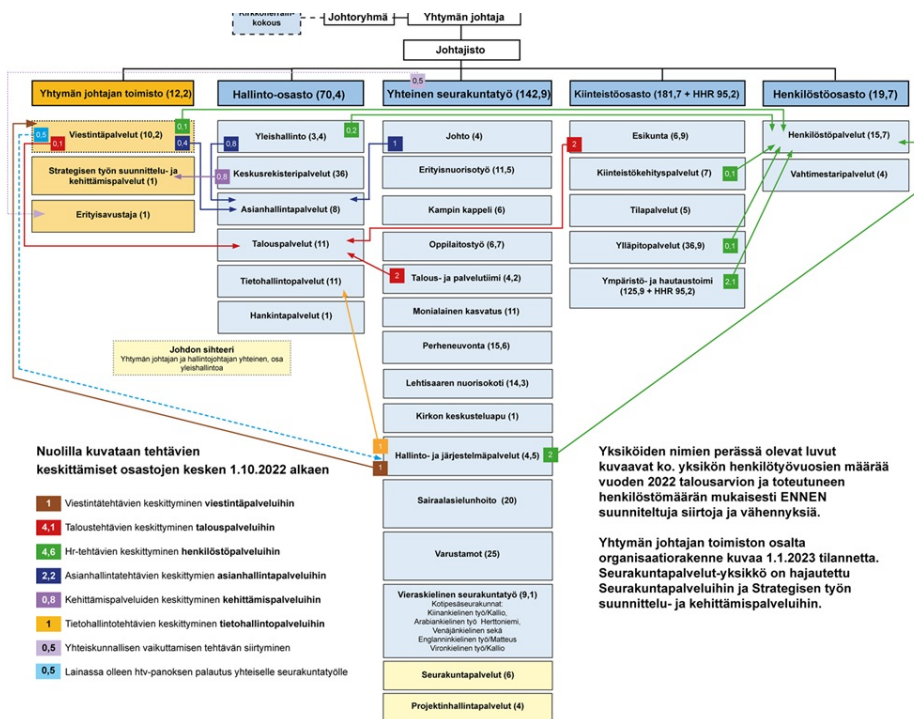 Kirkkoherrain-
kokous
Johtoryhmä
Yhtymän johtaja
Johtajisto
Yhtymän johtajan toimisto (12,2)
Hallinto-osasto (70,4)
0,5
Yhteinen seurakuntatyö (142,9)
Kiinteistöosasto (181,7 + HHR 95,2)
Henkilöstöosasto (19,7)
0,5
Viestintäpalvelut (10,2)
0,1
0,1
0,4
Strategisen työn suunnittelu- ja
kehittämispalvelut (1)
Erityisavustaja (1)
Yleishallinto (3,4)
0,8
0,2
0,8
Keskusrekisteripalvelut (36)
Asianhallintapalvelut (8)
Talouspalvelut (11)
Tietohallintopalvelut (11)
Hankintapalvelut (1)
Johdon sihteeri
Yhtymän johtajan ja hallintojohtajan yhteinen, osa
yleishallintoa
1
Johto (4)
Erityisnuorisotyö (11,5)
Kampin kappeli (6)
Oppilaitostyö (6,7)
2
Talous- ja palvelutiimi (4,2)
Monialainen kasvatus (11)
Perheneuvonta (15,6)
Lehtisaaren nuorisokoti (14,3)
Kirkon keskusteluapu (1)
1
Hallinto- ja järjestelmäpalvelut (4,5)
2
1
Sairaalasielunhoito (20)
Varustamot (25)
Vieraskielinen seurakuntatyö (9,1)
Kotipesäseurakunnat:
Kiinankielinen työ/Kallio,
Arabiankielinen työ Herttoniemi,
Venäjänkielinen sekä
Englanninkielinen työ/Matteus
Vironkielinen työ/Kallio
Seurakuntapalvelut (6)
Projektinhallintapalvelut (4)
2
Esikunta (6,9)
Kiinteistökehityspalvelut (7)
0,1
Tilapalvelut (5)
Ylläpitopalvelut (36,9)
0,1
Ympäristö- ja hautaustoimi
(125,9 + HHR 95,2)
2,1
Henkilöstöpalvelut (15,7)
Vahtimestaripalvelut (4)
Nuolilla kuvataan tehtävien
keskittämiset osastojen kesken 1.10.2022 alkaen
1 Viestintätehtävien keskittyminen viestintäpalveluihin
4,1 Taloustehtävien keskittyminen talouspalveluihin
4,6 Hr-tehtävien keskittyminen henkilöstöpalveluihin
2,2 Asianhallintatehtävien keskittymien asianhallintapalveluihin
0,8 Kehittämispalveluiden keskittyminen kehittämispalveluihin
1 Tietohallintotehtävien keskittyminen tietohallintopalveluihin
0,5 Yhteiskunnallisen vaikuttamisen tehtävän siirtyminen
0,5 Lainassa olleen htv-panoksen palautus yhteiselle seurakuntatyölle
Yksiköiden nimien perässä olevat luvut
kuvaavat ko. yksikön henkilötyövuosien määrää
vuoden 2022 talousarvion ja toteutuneen
henkilöstömäärän mukaisesti ENNEN
suunniteltuja siirtoja ja vähennyksiä.
Yhtymän johtajan toimiston osalta
organisaatiorakenne kuvaa 1.1.2023 tilannetta.
Seurakuntapalvelut-yksikkö on hajautettu
Seurakuntapalveluihin ja Strategisen työn
suunnittelu- ja kehittämispalveluihin.